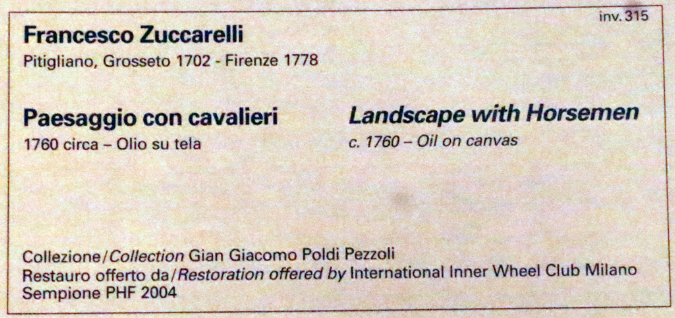 inv. 315
Francesco Zuccarelli
Pitigliano, Grosseto 1702 - Firenze 1778
Paesaggio con cavalieri
1760 circa – Olio su tela
Landscape with Horsemen
c. 1760 – Oil on canvas
Collezione/Collection Gian Giacomo Poldi Pezzoli
Restauro offerto da/Restoration offered by International Inner Wheel Club Milano
Sempione PHF 2004